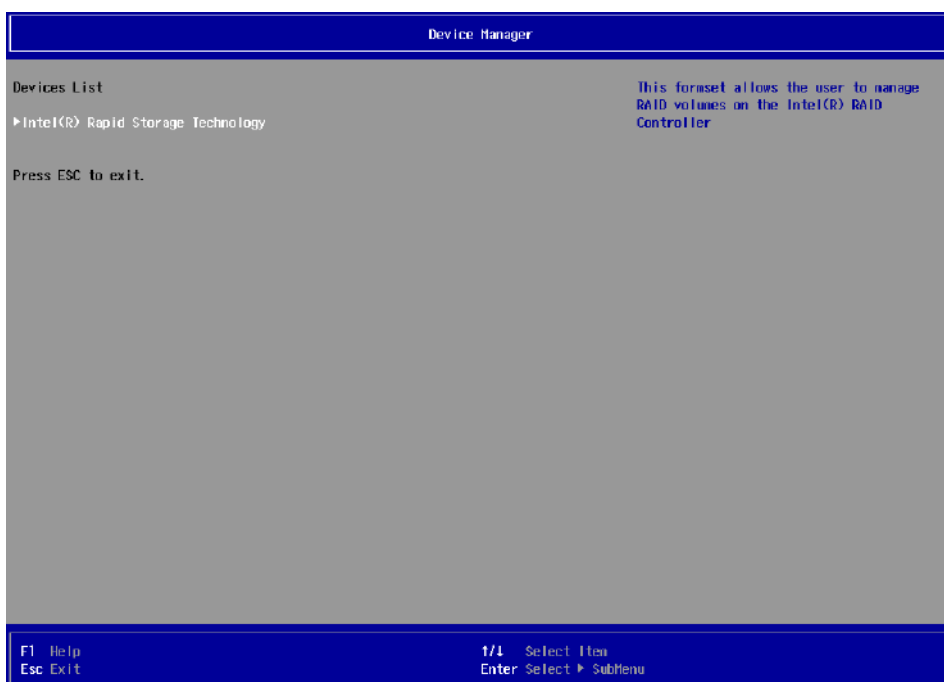 Device Manager
Devices List
▶Intel(R) Rapid Storage Technology
Press ESC to exit.
This formset allows the user to manage
RAID volumes on the Intel(R) RAID
Controller
F1 Help
Esc Exit
↑/↓ Select Item
Enter Select ▶ SubMenu